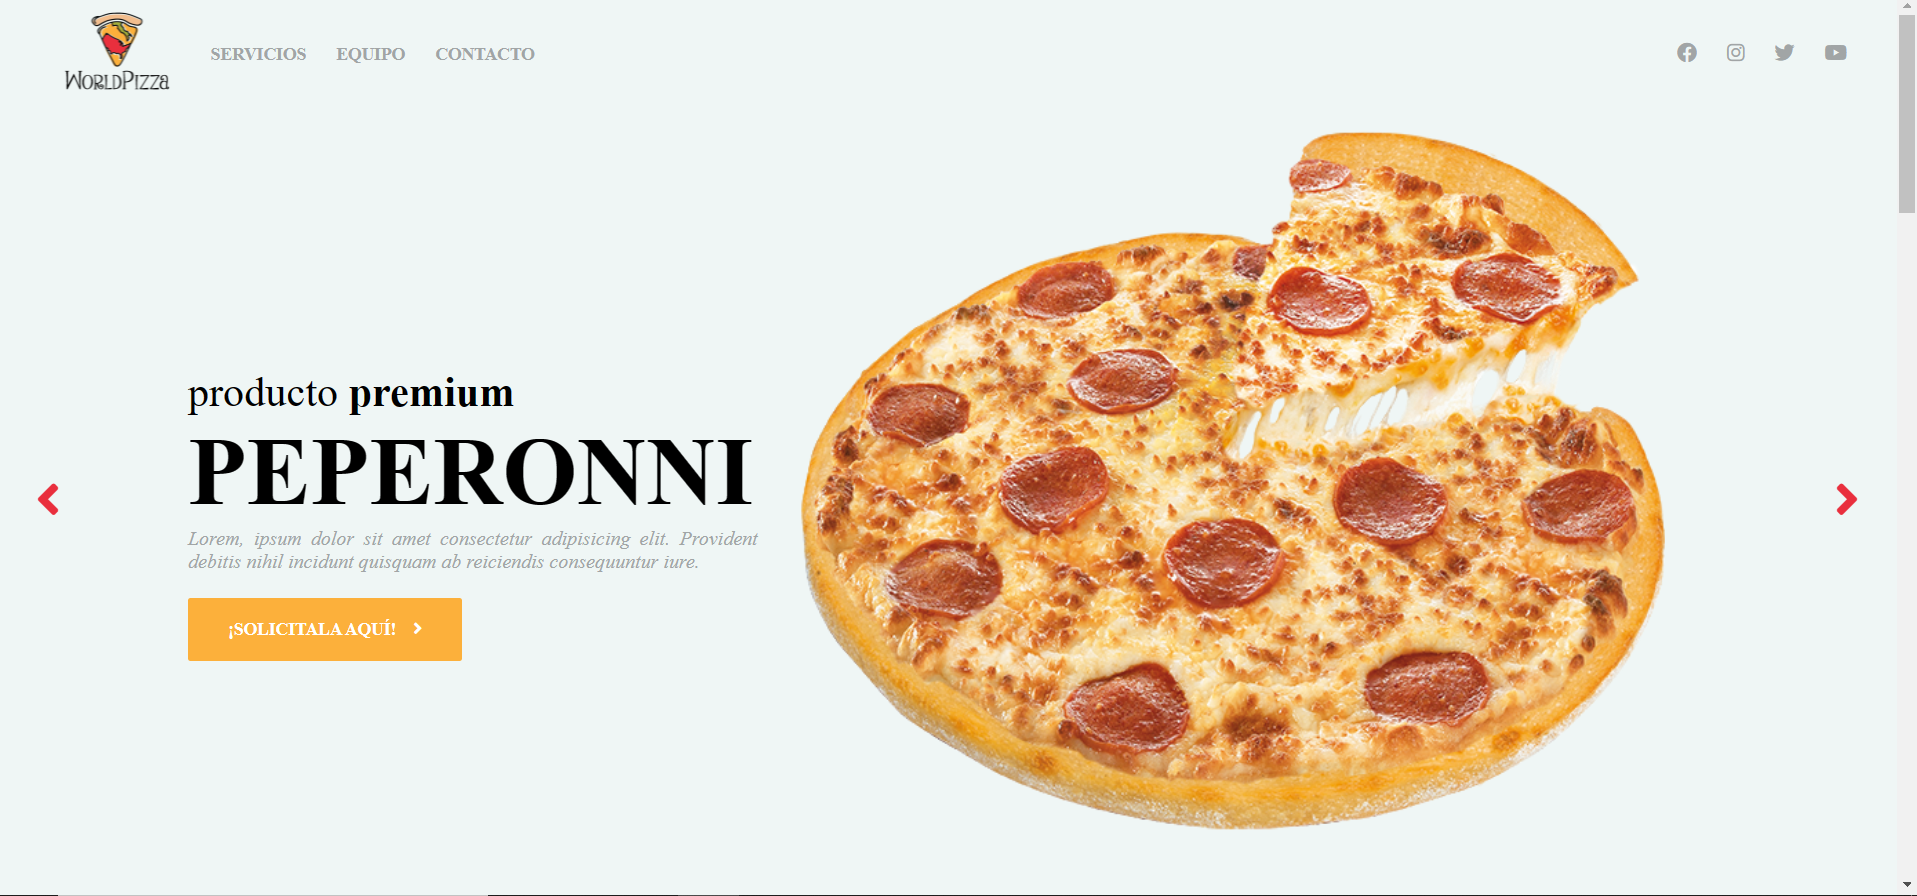 WORLDPIZZA
SERVICIOS EQUIPO CONTACTO
producto premium
PEPERONNI
Lorem, ipsum dolor sit amet consectetur adipisicing elit. Provident
debitis nihil incidunt quisquam ab reiciendis consequuntur iure.
¡SOLICITALA AQUÍ!